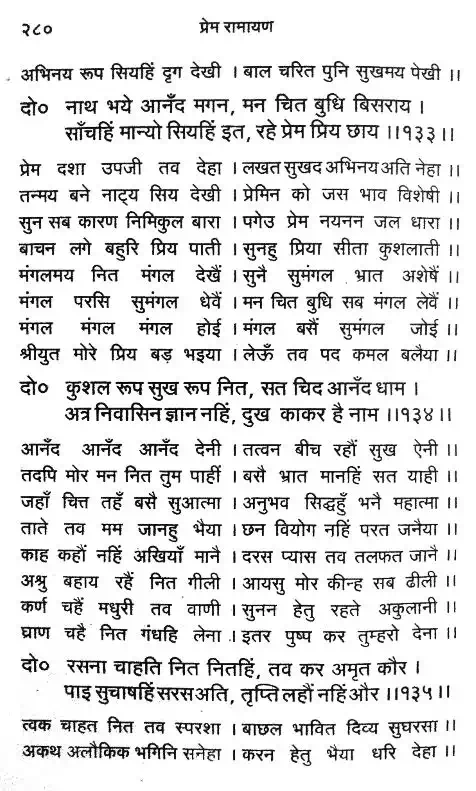 २८० प्रेम रामायण
अभिनय रूप सियहिं दृग देखी । बाल चरित पुनि सुखमय पेखी ।।
दो० नाथ भये आनँद मगन, मन चित बुधि बिसराय ।
साँचहिं मान्यो सियहिं इत, रहे प्रेम प्रिय छाय ।।१३३।।
प्रेम दशा उपजी तव देहा । लखत सुखद अभिनय अति नेहा ।।
तन्मय बने नाट्य सिय देखी । प्रेमिन को जस भाव विशेषी ।।
सुन सब कारण निमिकुल बारा । पगेउ प्रेम नयनन जल धारा ।।
बाचन लगे बहुरि प्रिय पाती । सुनहु प्रिया सीता कुशलाती ।।
मंगलमय नित मंगल देखैं । सुनै सुमंगल भ्रात अशेषैं ।।
मंगल परसि सुमंगल धेवैं । मन चित बुधि सब मंगल लेवैं ।।
मंगल मंगल मंगल होई । मंगल बसैं सुमंगल जोई ।।
श्रीयुत मोरे प्रिय बड़ भइया । लेऊँ तव पद कमल बलैया ।।
दो० कुशल रूप सुख रूप नित, सत चिद आनँद धाम ।
अत्र निवासिन ज्ञान नहिं, दुख काकर है नाम ।।१३४।।
आनँद आनँद आनँद देनी । तत्वन बीच रहौं सुख ऐनी ।।
तदपि मोर मन नित तुम पाहीं । बसै भ्रात मानहिं सत याही ।।
जहाँ चित्त तहँ बसै सुआत्मा । अनुभव सिद्धहुँ भनै महात्मा ।।
ताते तव मम जानहु भैया । छन वियोग नहिं परत जनैया ।।
काह कहौं नहिं अखियाँ मानै । दरस प्यास तव तलफत जानै ।।
अश्रु बहाय रहैं नित गीली । आयसु मोर कीन्ह सब ढीली ।।
कर्ण चहैं मधुरी तव वाणी । सुनन हेतु रहते अकुलानी ।।
घ्राण चहै नित गंधहि लेना । इतर पुष्प कर तुम्हरो देना ।।
दो० रसना चाहति नित नितहिं, तव कर अमृत कौर ।
पाइ सुचाषहिं सरस अति, तृप्ति लहौं नहिं और ।।१३५।।
त्वक चाहत नित तव स्परशा । बाछल भावित दिव्य सुघरसा ।।
अकथ अलौकिक भगिनि सनेहा । करन हेतु भैया धरि देहा ।।